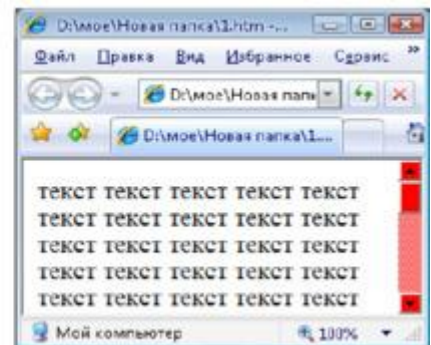 D:\мое\Новая папка\1.htm -...
Файл Правка Вид Избранное Сервис »
D:\мое\Новая папк
D:\мое\Новая папка\1....
текст текст текст текст текст
текст текст текст текст текст
текст текст текст текст текст
текст текст текст текст текст
текст текст текст текст текст
Мой компьютер 100%